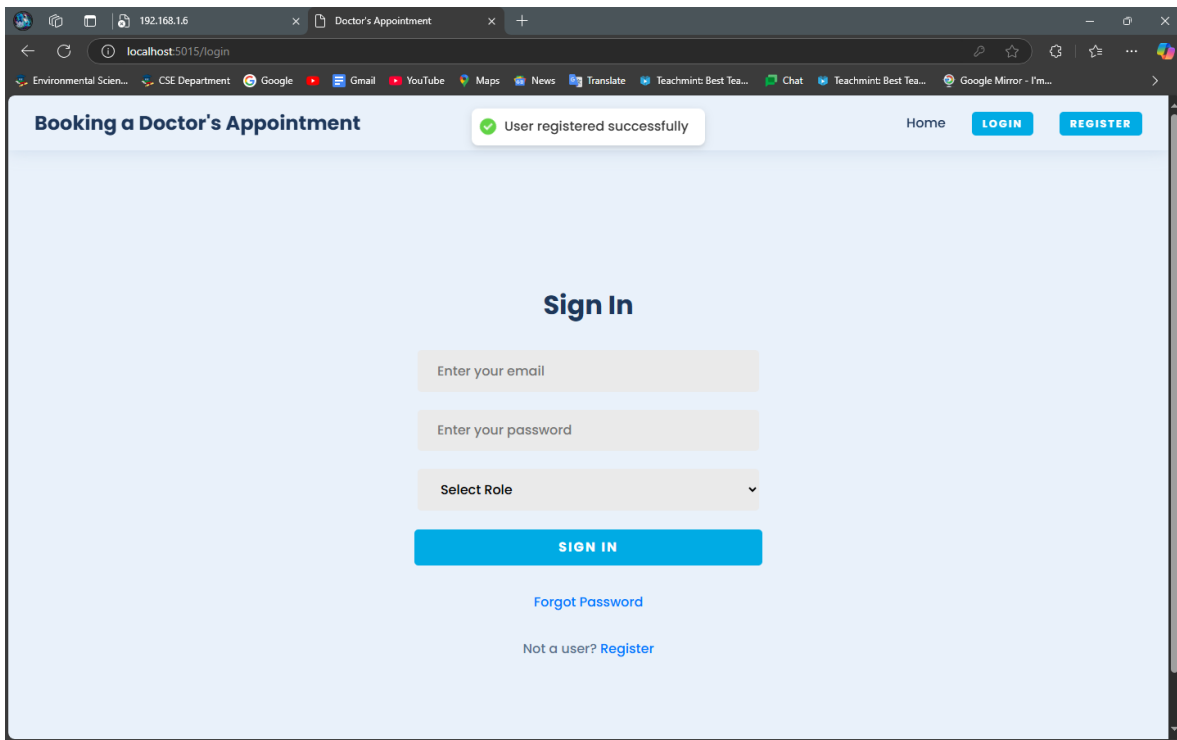 192.168.1.6
Doctor's Appointment
localhost:5015/login
Environmental Scien... CSE Department Google Gmail YouTube Maps News Translate Teachmint: Best Tea... Chat Teachmint: Best Tea... Google Mirror - I'm...
Booking a Doctor's Appointment User registered successfully Home LOGIN REGISTER
Sign In
Enter your email
Enter your password
Select Role
SIGN IN
Forgot Password
Not a user? Register